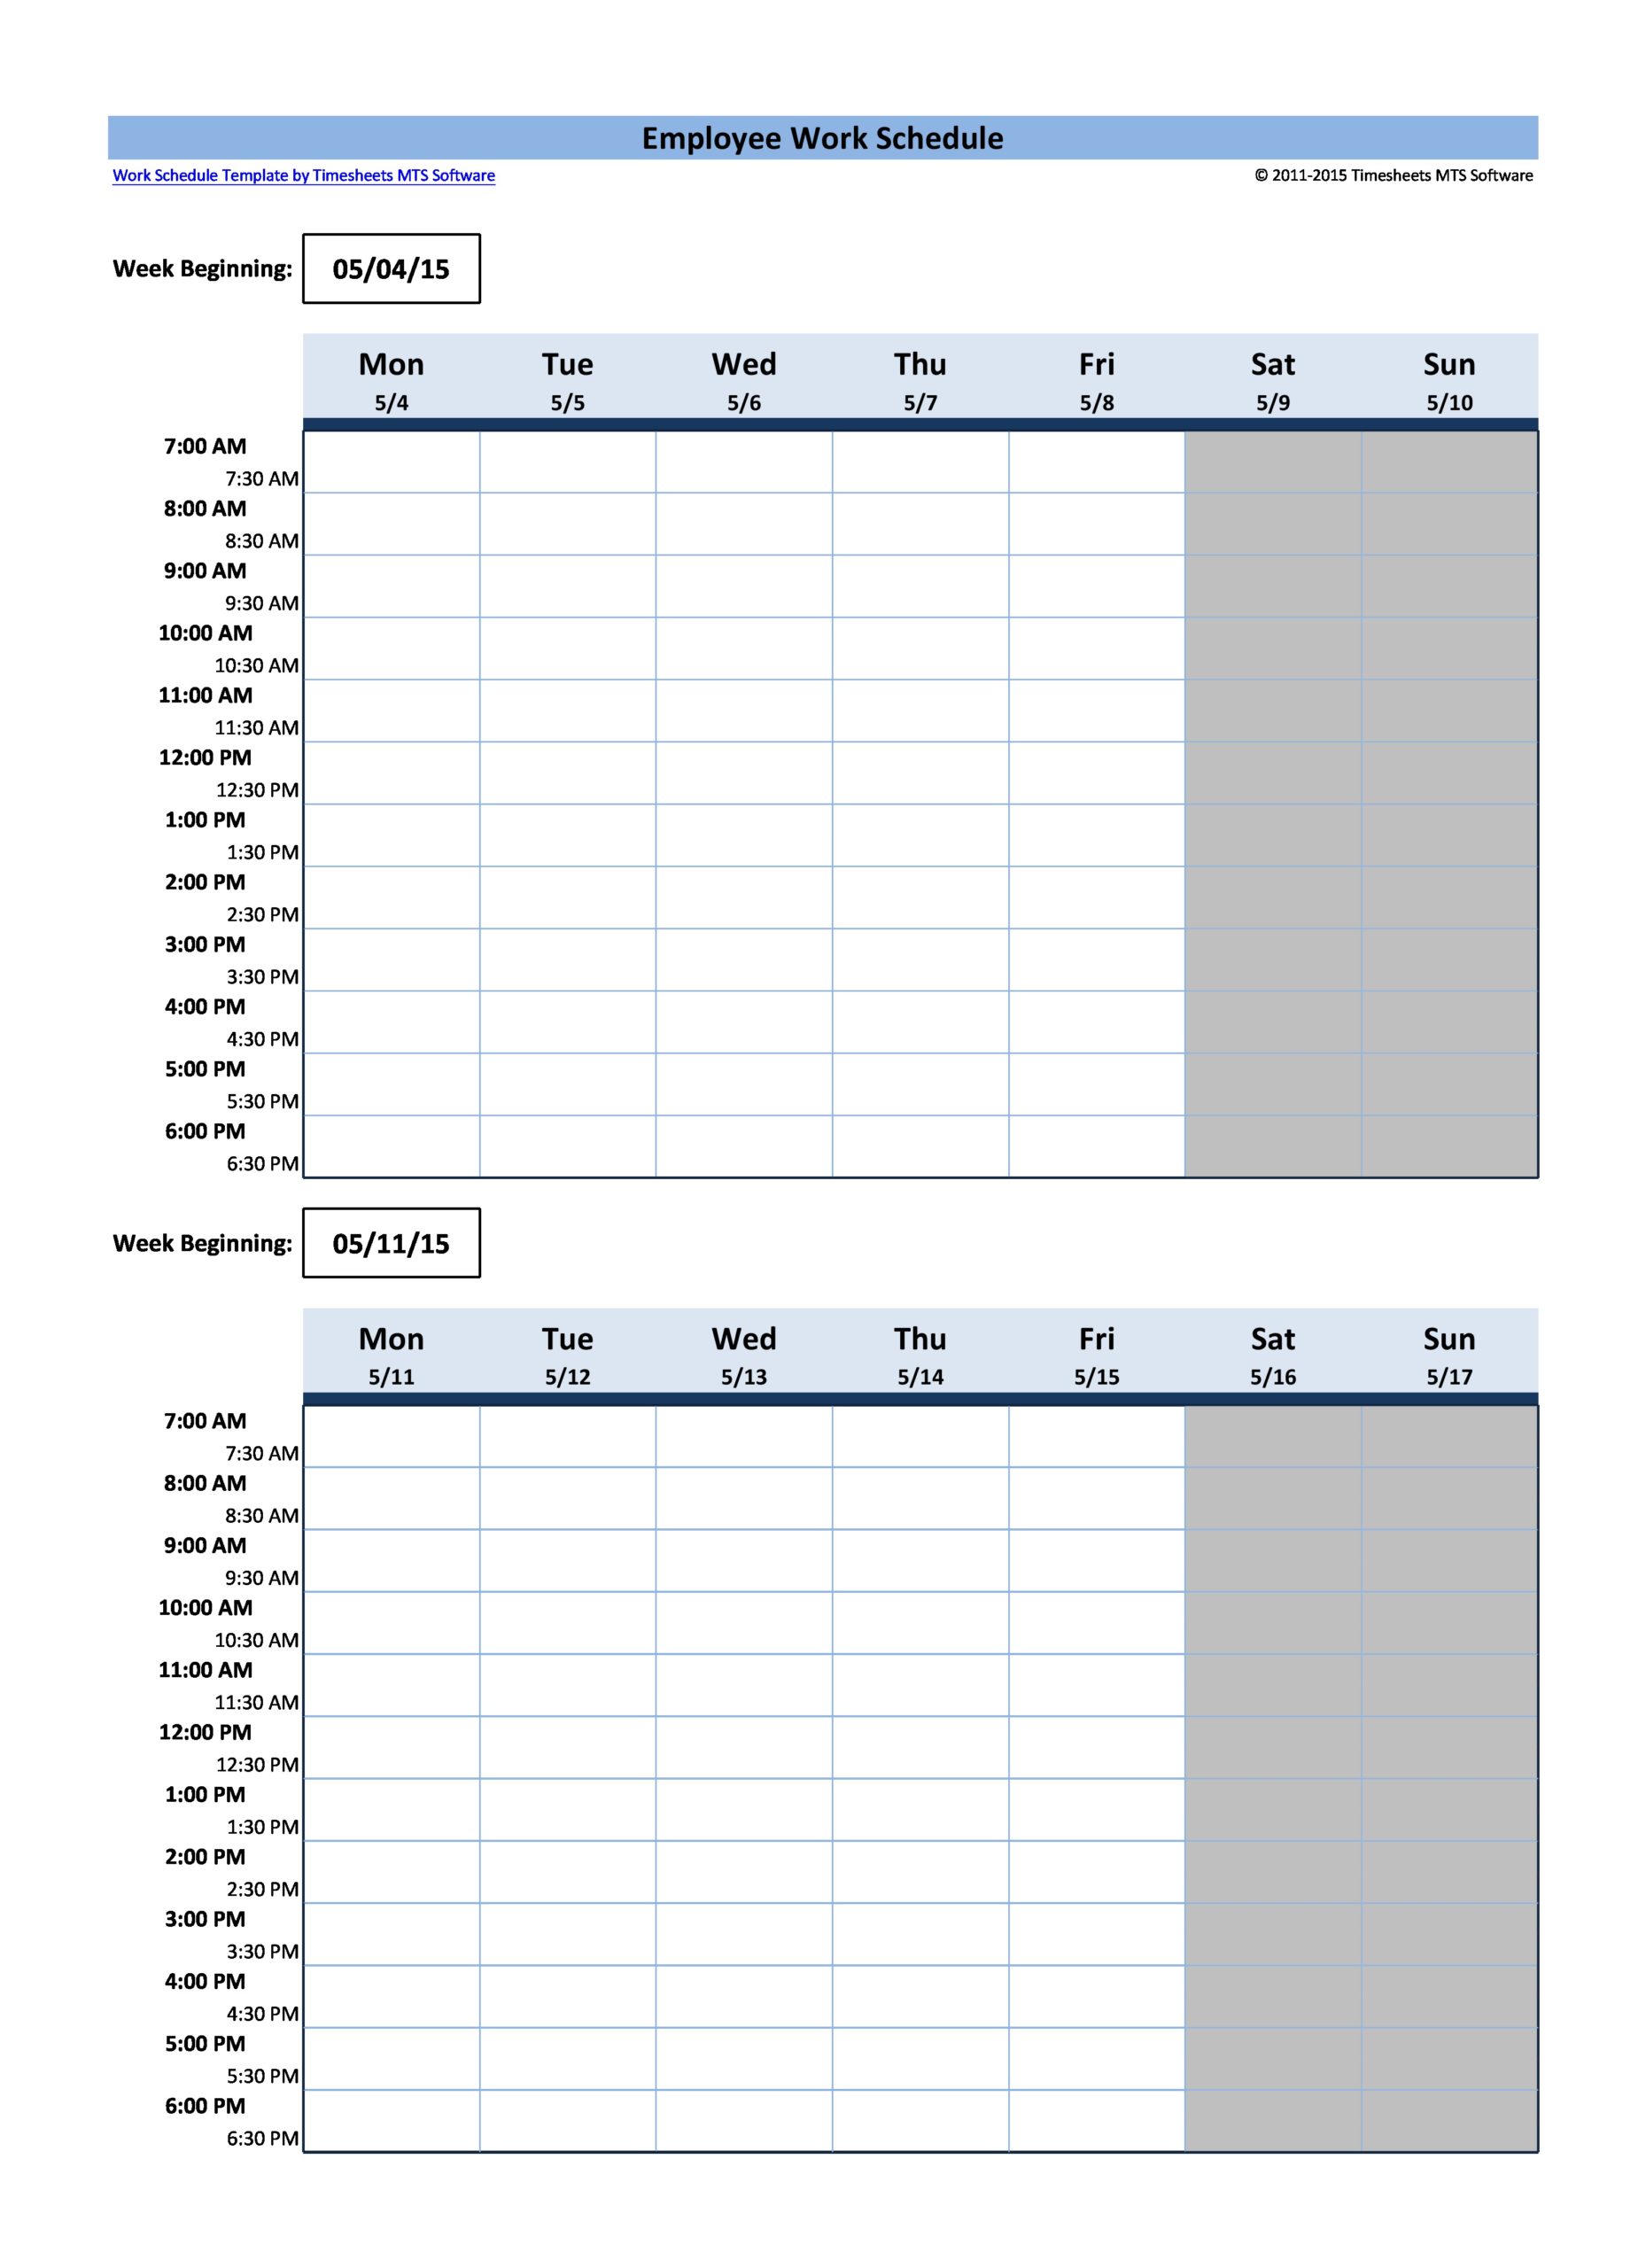 Employee Work Schedule
Work Schedule Template by Timesheets MTS Software © 2011-2015 Timesheets MTS Software
Week Beginning: 05/04/15
Mon Tue Wed Thu Fri Sat Sun
5/4 5/5 5/6 5/7 5/8 5/9 5/10
7:00 AM
7:30 AM
8:00 AM
8:30 AM
9:00 AM
9:30 AM
10:00 AM
10:30 AM
11:00 AM
11:30 AM
12:00 PM
12:30 PM
1:00 PM
1:30 PM
2:00 PM
2:30 PM
3:00 PM
3:30 PM
4:00 PM
4:30 PM
5:00 PM
5:30 PM
6:00 PM
6:30 PM
Week Beginning: 05/11/15
Mon Tue Wed Thu Fri Sat Sun
5/11 5/12 5/13 5/14 5/15 5/16 5/17
7:00 AM
7:30 AM
8:00 AM
8:30 AM
9:00 AM
9:30 AM
10:00 AM
10:30 AM
11:00 AM
11:30 AM
12:00 PM
12:30 PM
1:00 PM
1:30 PM
2:00 PM
2:30 PM
3:00 PM
3:30 PM
4:00 PM
4:30 PM
5:00 PM
5:30 PM
6:00 PM
6:30 PM